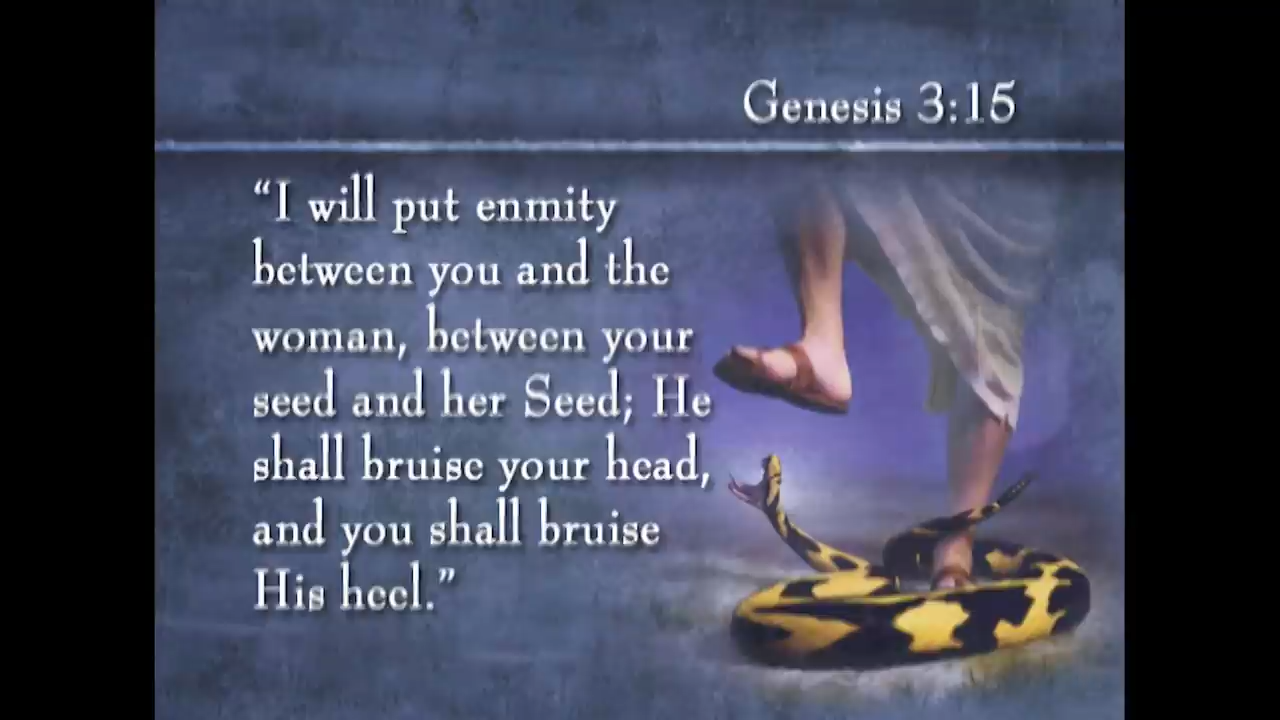 Genesis 3:15
“I will put enmity
between you and the
woman, between your
seed and her Seed; He
shall bruise your head,
and you shall bruise
His heel.”